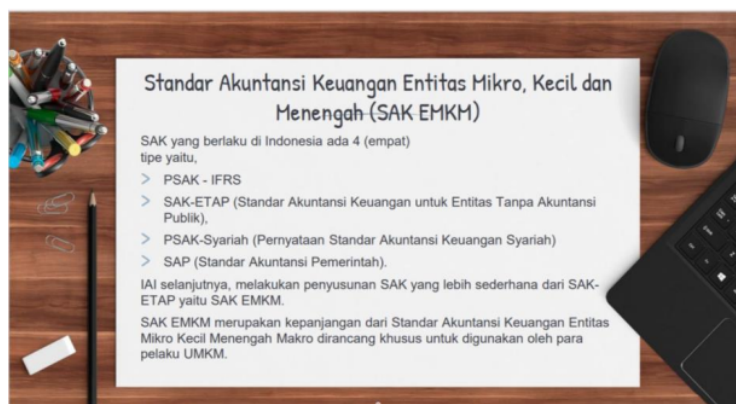 Standar Akuntansi Keuangan Entitas Mikro, Kecil dan
Menengah (SAK EMKM)
SAK yang berlaku di Indonesia ada 4 (empat)
tipe yaitu,
> PSAK - IFRS
> SAK-ETAP (Standar Akuntansi Keuangan untuk Entitas Tanpa Akuntansi
Publik),
> PSAK-Syariah (Pernyataan Standar Akuntansi Keuangan Syariah)
> SAP (Standar Akuntansi Pemerintah).
IAI selanjutnya, melakukan penyusunan SAK yang lebih sederhana dari SAK-
ETAP yaitu SAK EMKM.
SAK EMKM merupakan kepanjangan dari Standar Akuntansi Keuangan Entitas
Mikro Kecil Menengah Makro dirancang khusus untuk digunakan oleh para
pelaku UMKM.